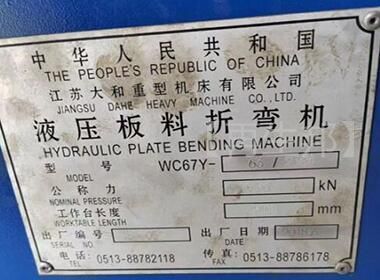 中华人民共和国
THE PEOPLE'S REPUBLIC OF CHINA
江苏大和重型机床有限公司
JIANGSU DAHE HEAVY MACHINE CO.,LTD.
液压板料折弯机
HYDRAULIC PLATE BENDING MACHINE
型号 WC67Y-63/
MODEL
公称力 kN
NOMINAL PRESSURE
工作台长度 mm
WORKTABLE LENGTH
出厂编号 出厂日期
SERIAL NO. DATE
电话: 0513-88782118 传真: 0513-88786178
TEL FAX